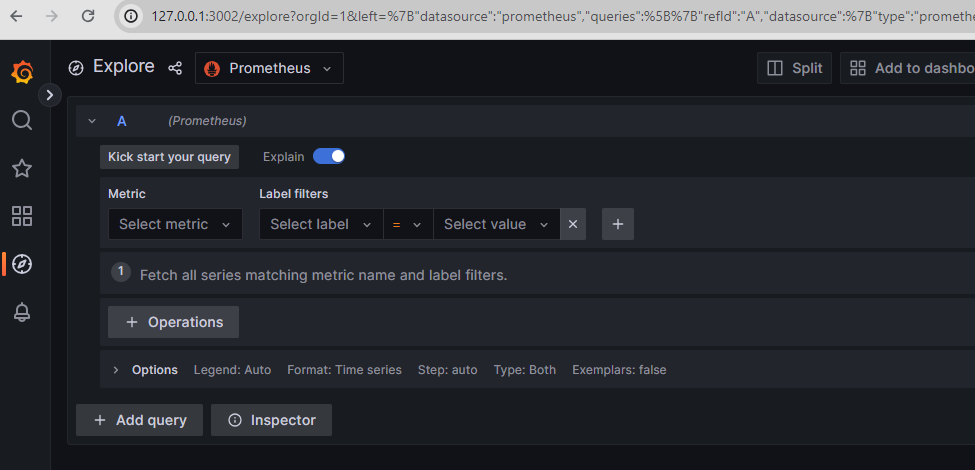 127.0.0.1:3002/explore?orgId=1&left=%7B"datasource":"prometheus","queries":%5B%7B"refId":"A","datasource":%7B"type":"promethe
Explore Prometheus Split Add to dashbo
A (Prometheus)
Kick start your query Explain
Metric Label filters
Select metric Select label = Select value × +
1 Fetch all series matching metric name and label filters.
+ Operations
> Options Legend: Auto Format: Time series Step: auto Type: Both Exemplars: false
+ Add query Inspector